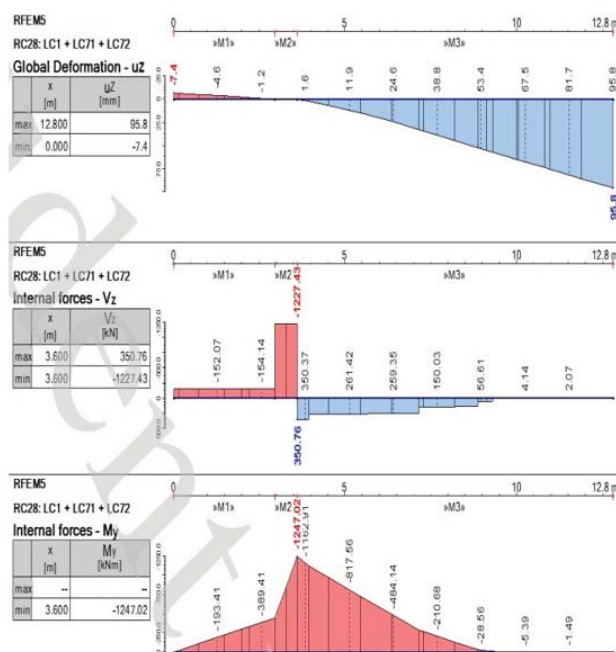 RFEM5
RC28: LC1 + LC71 + LC72
Global Deformation - uZ
x uZ
[m] [mm]
max 12.800 95.8
min 0.000 -7.4
0 5 10 12.8 m
»M1» »M2» »M3»
-7.4 -4.6 -1.2 1.6 11.9 24.6 38.8 53.4 67.5 81.7 95.8
25.0
75.0
95.8
RFEM5
RC28: LC1 + LC71 + LC72
Internal forces - Vz
x Vz
[m] [kN]
max 3.600 350.76
min 3.600 -1227.43
0 5 10 12.8 m
»M1» »M2 »M3»
-1227.43
-152.07 -154.14 350.37 261.42 259.35 150.03 56.61 4.14 2.07
350.76
RFEM5
RC28: LC1 + LC71 + LC72
Internal forces - My
x My
[m] [kNm]
max -- --
min 3.600 -1247.02
0 5 10 12.8 m
»M1» »M2 »M3»
-1247.02
-193.41 -389.41 -817.56 -484.14 -210.68 -28.56 -5.39 -1.49